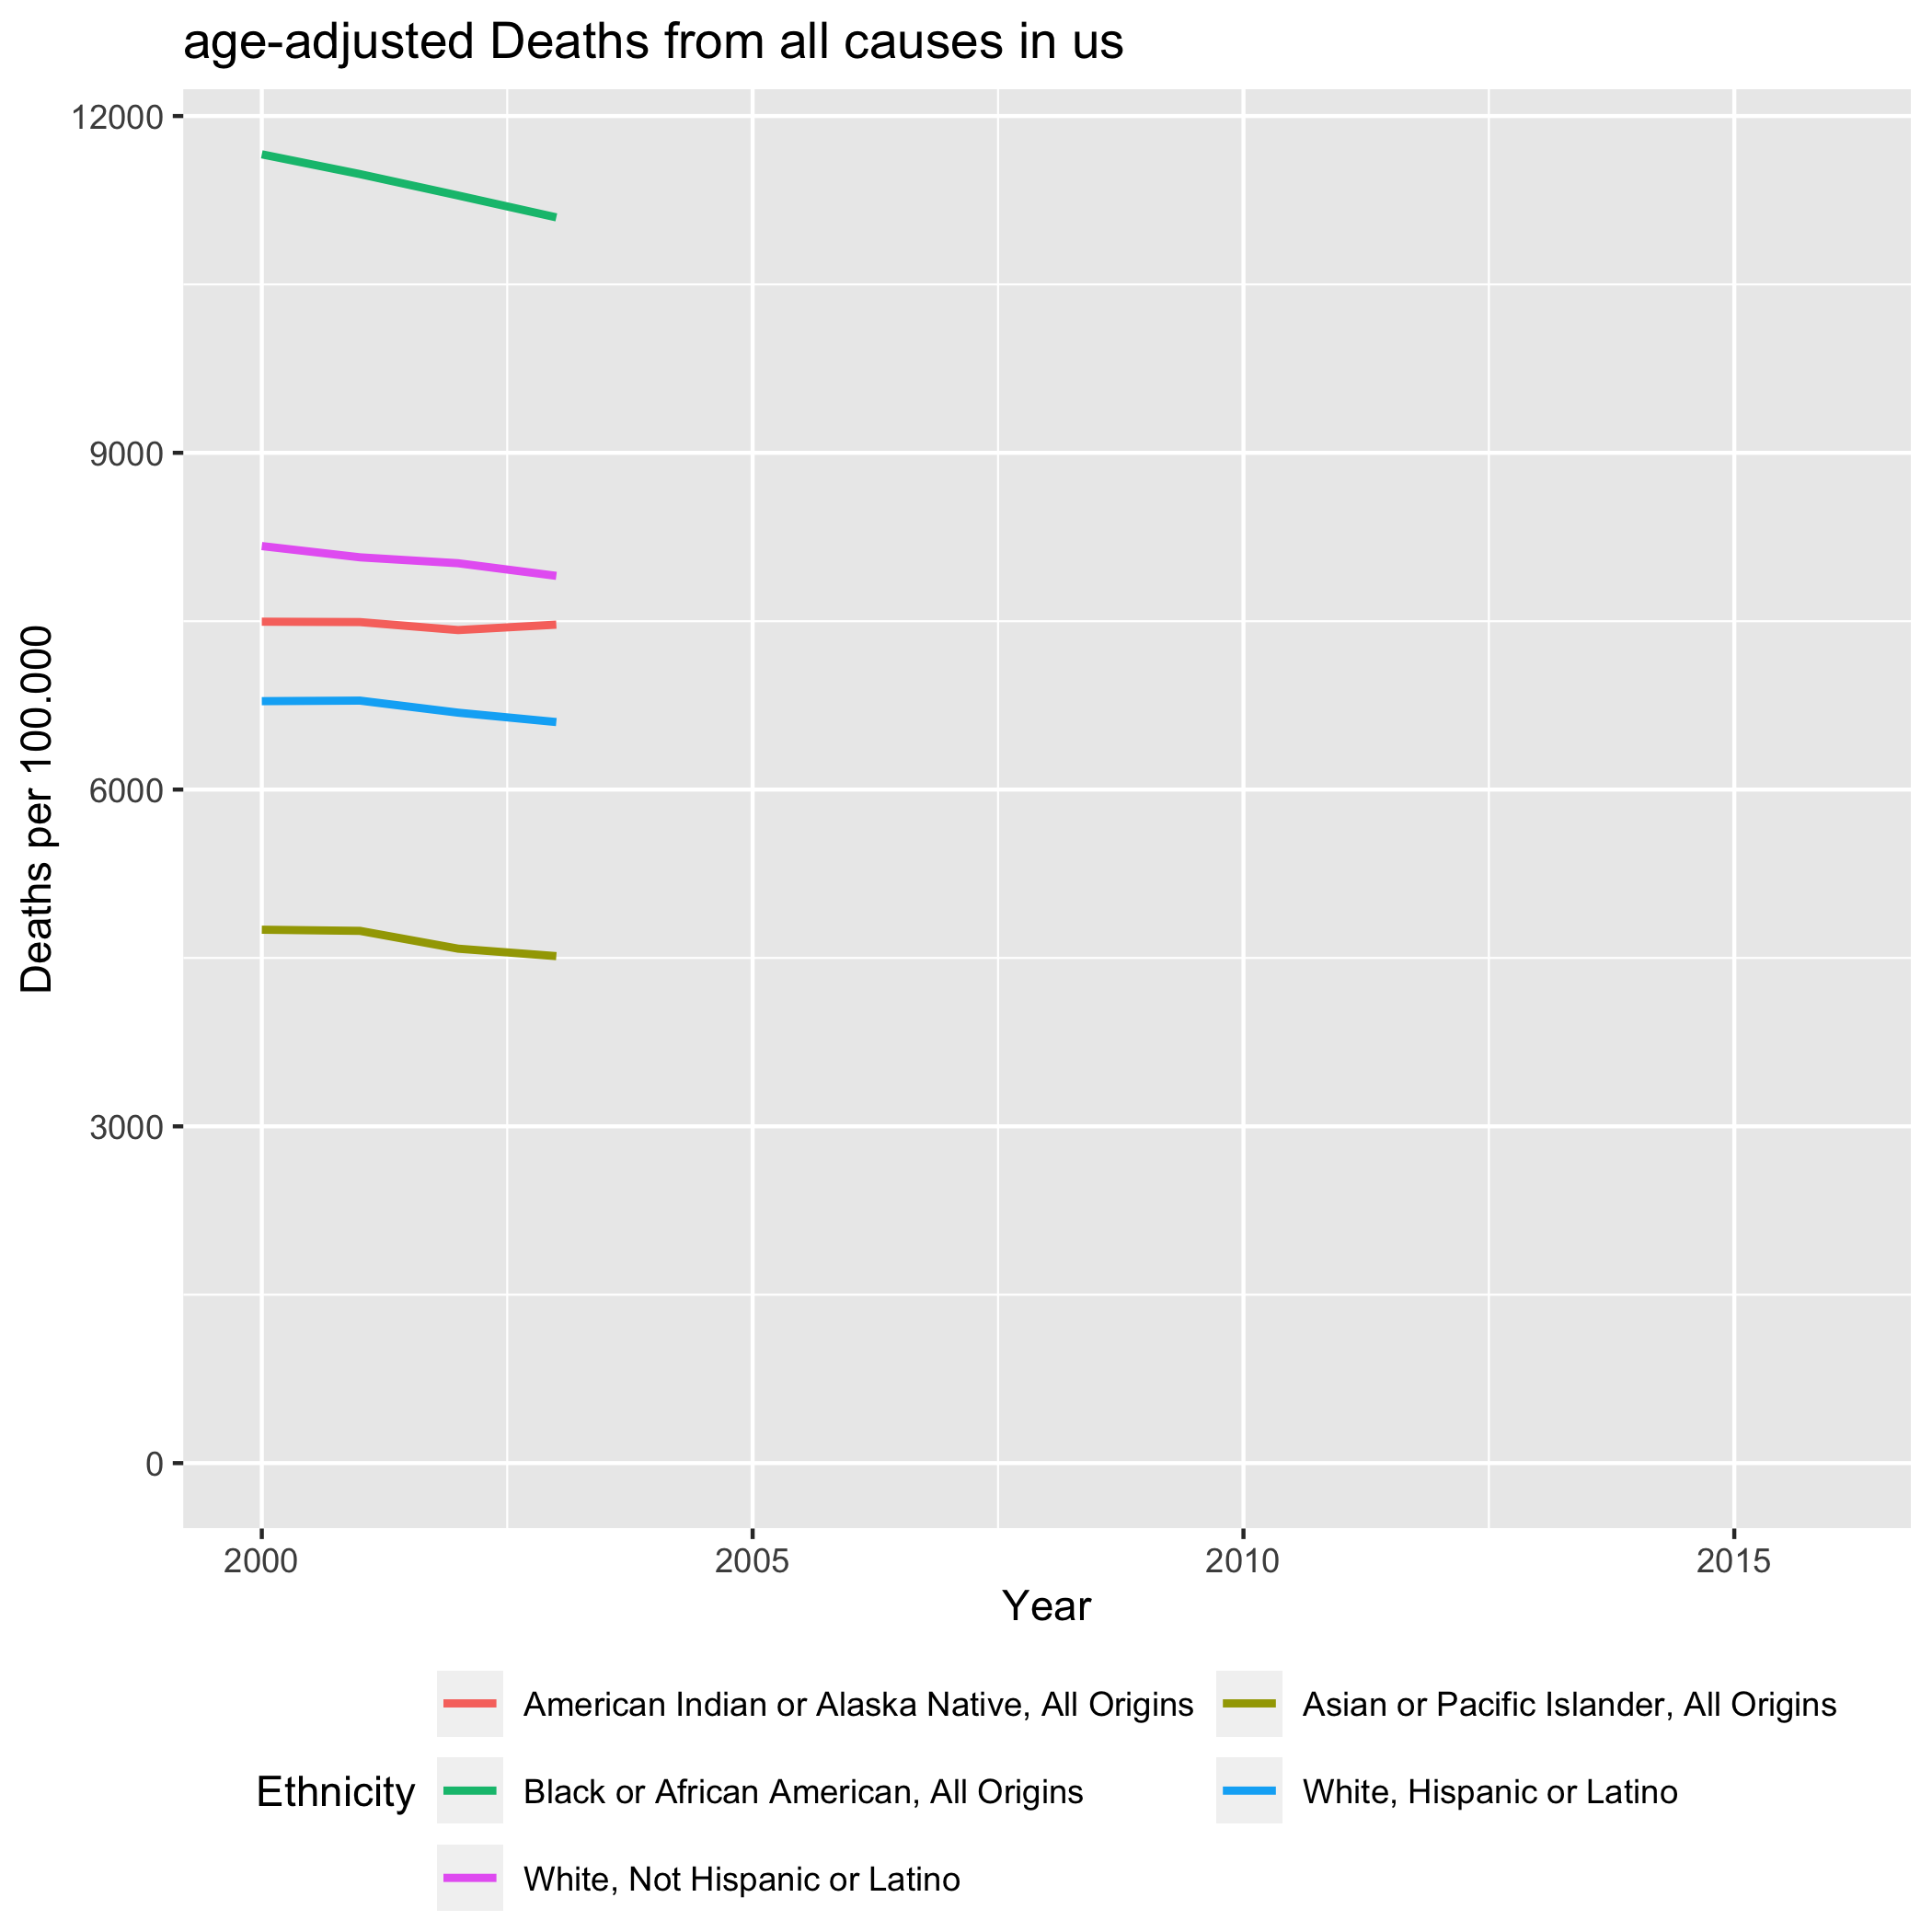 age-adjusted Deaths from all causes in us
12000
9000
6000
3000
0
Deaths per 100.000
2000 2005 2010 2015
Year
Ethnicity
American Indian or Alaska Native, All Origins
Asian or Pacific Islander, All Origins
Black or African American, All Origins
White, Hispanic or Latino
White, Not Hispanic or Latino